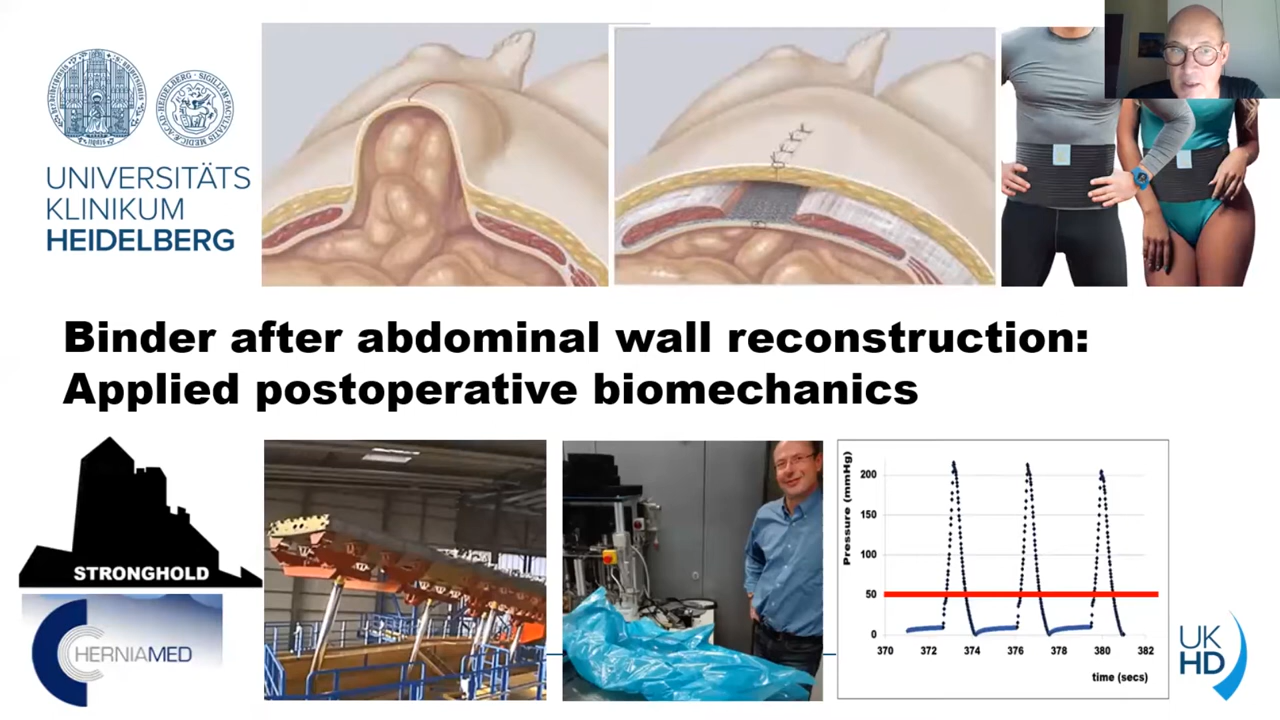 UNIVERSITÄTS
KLINIKUM
HEIDELBERG
Binder after abdominal wall reconstruction:
Applied postoperative biomechanics
STRONGHOLD
HERNIAMED
Pressure (mmHg)
200
150
100
50
0
370 372 374 376 378 380 382
time (secs)
UK
HD